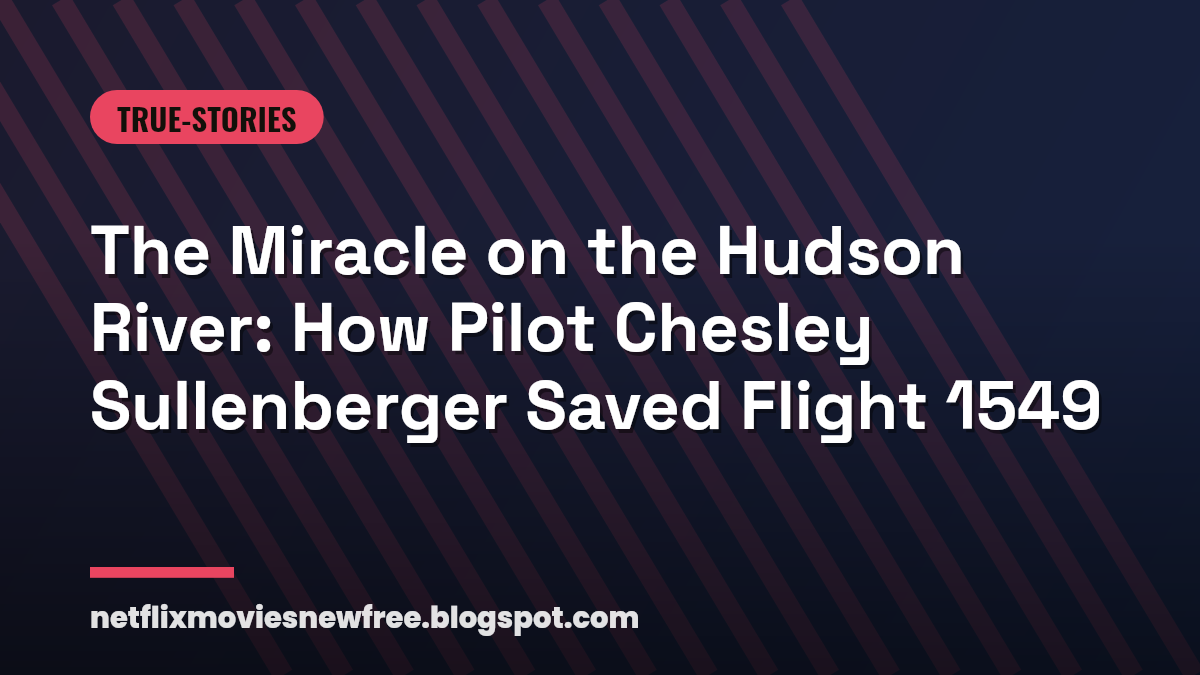 TRUE-STORIES
The Miracle on the Hudson
River: How Pilot Chesley
Sullenberger Saved Flight 1549
netflixmoviesnewfree.blogspot.com